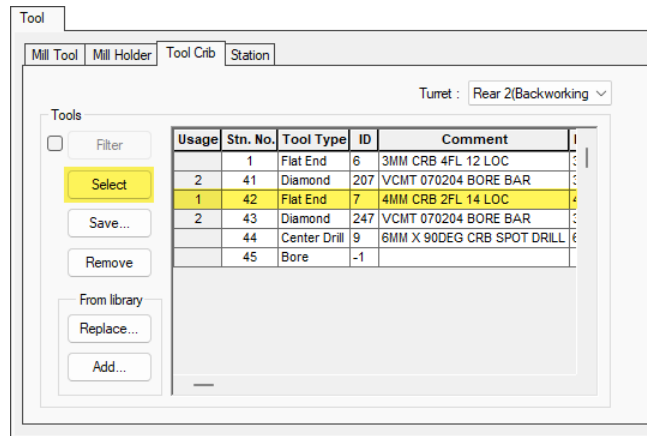 Tool
Mill Tool Mill Holder Tool Crib Station
Turret : Rear 2(Backworking
Tools
Filter
Select
Save...
Remove
From library
Replace...
Add...
Usage Stn. No. Tool Type ID Comment
1 Flat End 6 3MM CRB 4FL 12 LOC
2 41 Diamond 207 VCMT 070204 BORE BAR
1 42 Flat End 7 4MM CRB 2FL 14 LOC
2 43 Diamond 247 VCMT 070204 BORE BAR
44 Center Drill 9 6MM X 90DEG CRB SPOT DRILL
45 Bore -1